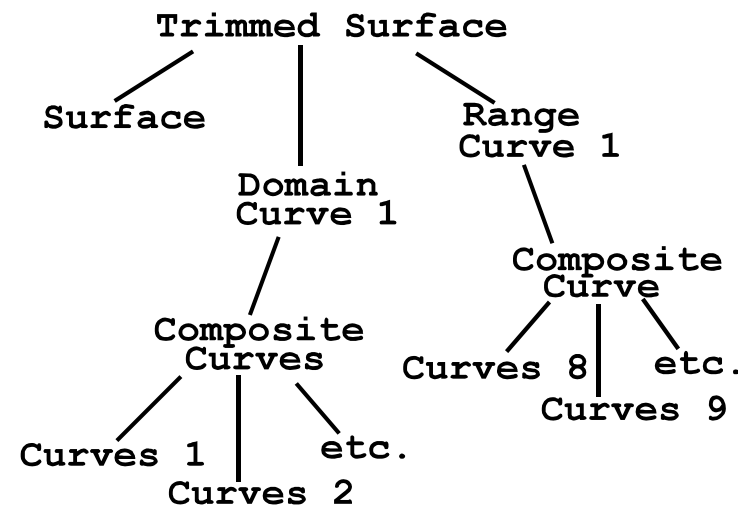 Trimmed Surface
Surface
Range
Curve 1
Domain
Curve 1
Composite
Curve
Composite
Curves
Curves 8
etc.
Curves 9
Curves 1
etc.
Curves 2